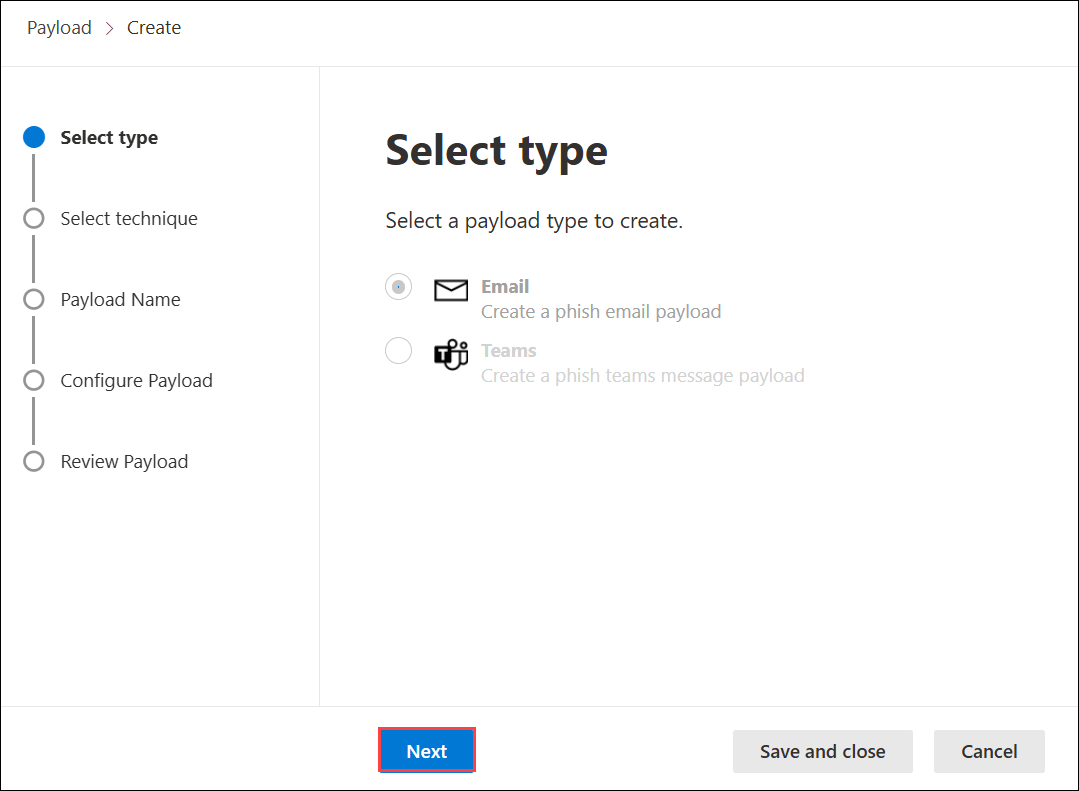 Payload > Create
Select type
Select technique
Payload Name
Configure Payload
Review Payload
Select type
Select a payload type to create.
Email
Create a phish email payload
T
Teams
Create a phish teams message payload
Next
Save and close
Cancel